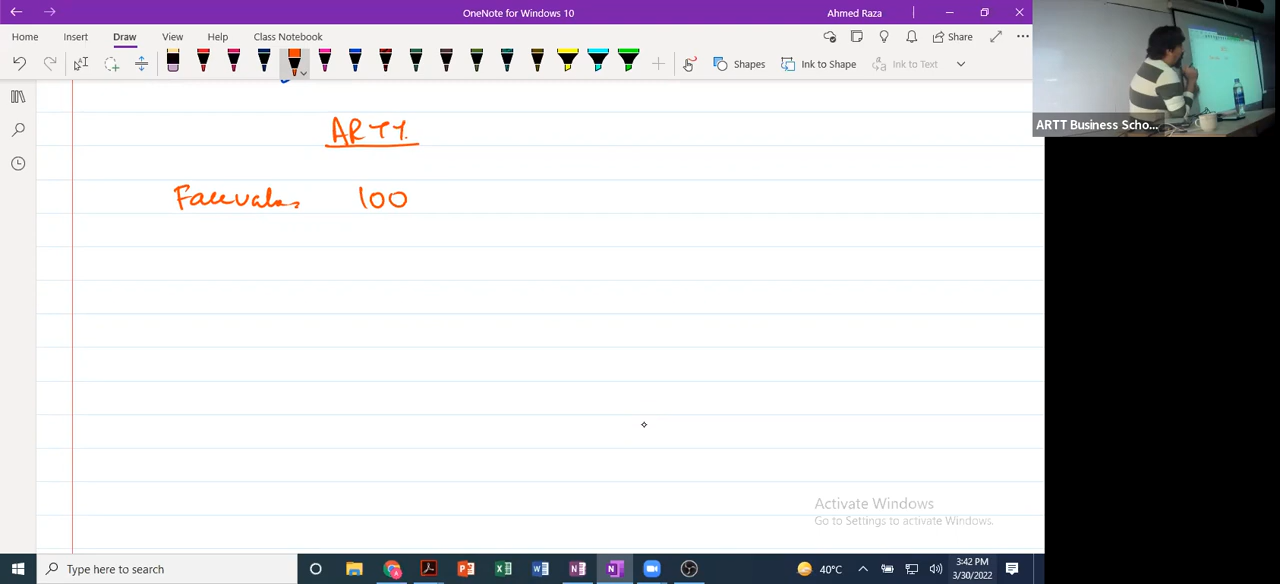 OneNote for Windows 10
Ahmed Raza
Home Insert Draw View Help Class Notebook
Share
Shapes Ink to Shape Ink to Text
ARTT Business Scho...
ARTT
Facevalue 100
Activate Windows
Go to Settings to activate Windows.
Type here to search
40°C
3:42 PM
3/30/2022